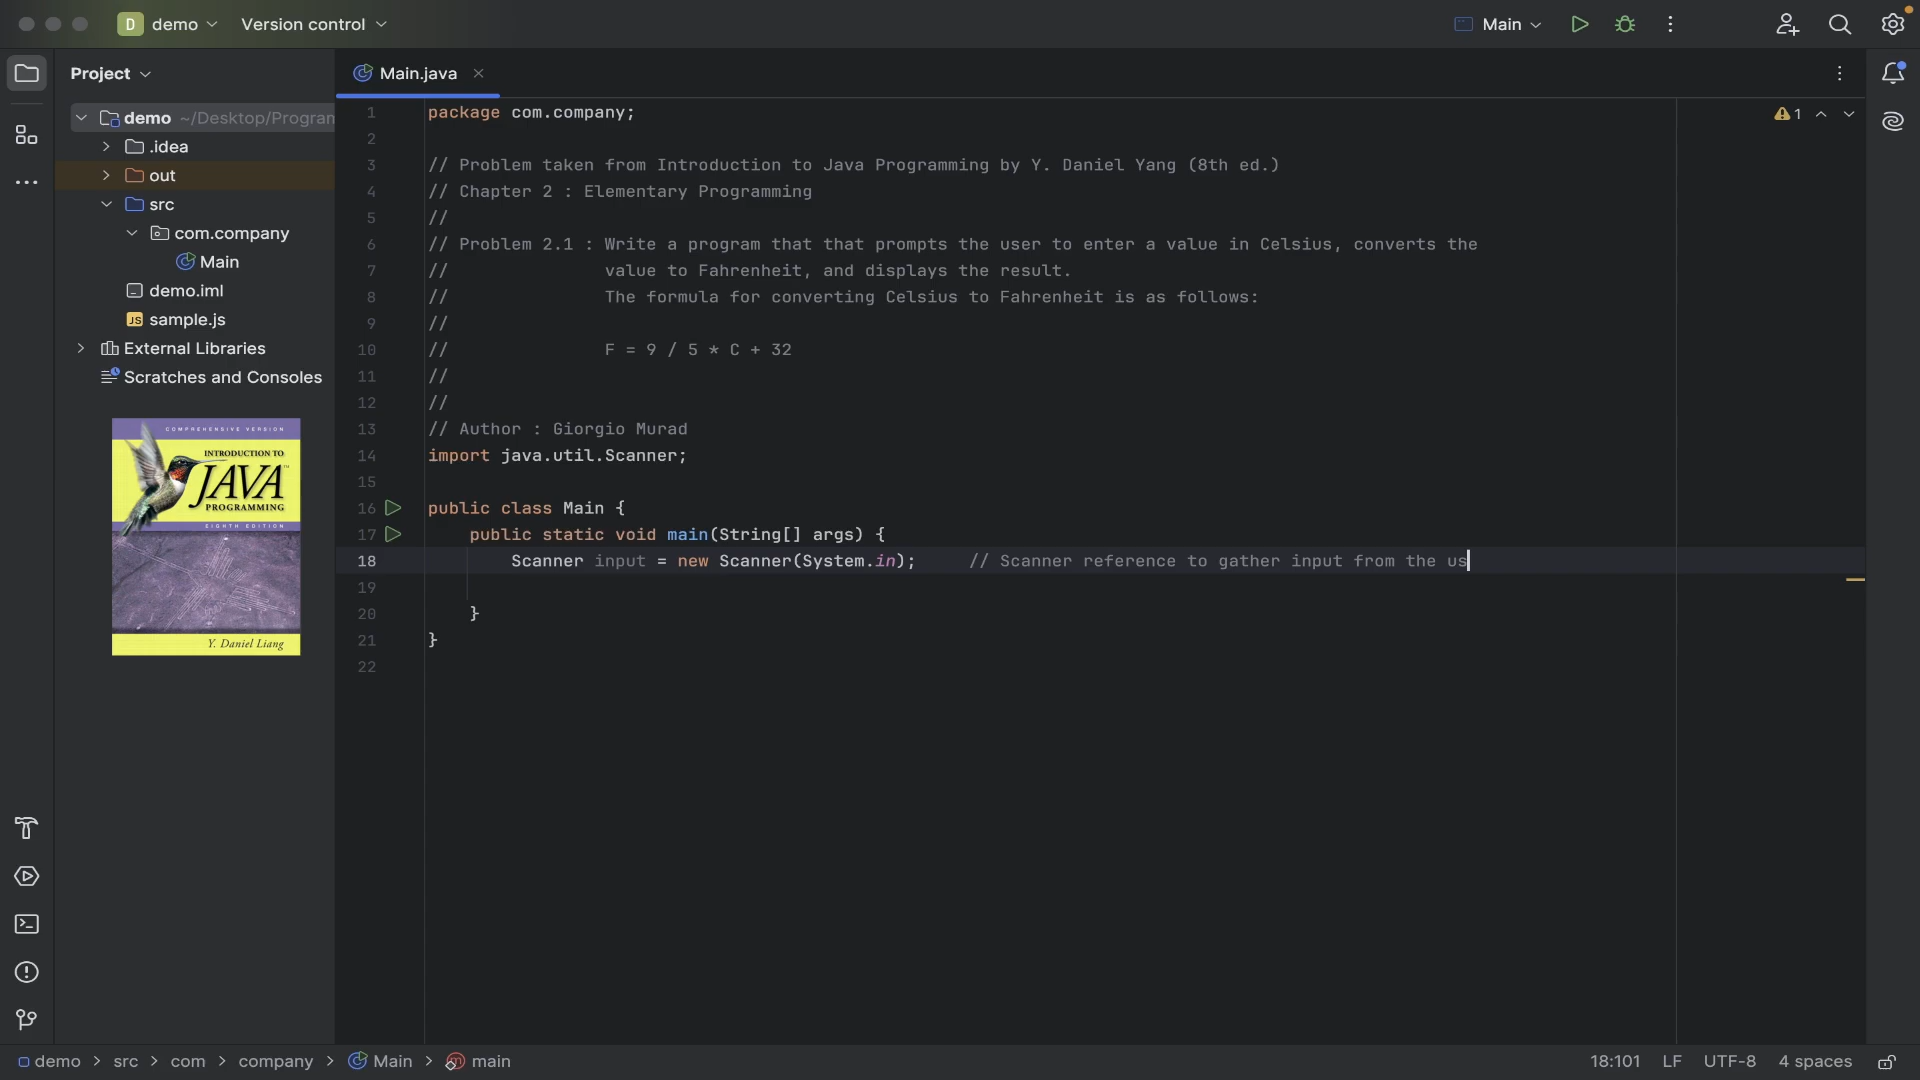 D demo Version control Main
Project
Main.java
demo ~/Desktop/Program
.idea
out
src
com.company
Main
demo.iml
JS sample.js
External Libraries
Scratches and Consoles
COMPREHENSIVE VERSION
INTRODUCTION TO
JAVA™
PROGRAMMING
EIGHTH EDITION
Y. Daniel Liang
1 package com.company;
2
3 // Problem taken from Introduction to Java Programming by Y. Daniel Yang (8th ed.)
4 // Chapter 2 : Elementary Programming
5 //
6 // Problem 2.1 : Write a program that that prompts the user to enter a value in Celsius, converts the
7 // value to Fahrenheit, and displays the result.
8 // The formula for converting Celsius to Fahrenheit is as follows:
9 //
10 // F = 9 / 5 * C + 32
11 //
12 //
13 // Author : Giorgio Murad
14 import java.util.Scanner;
15
16 public class Main {
17 public static void main(String[] args) {
18 Scanner input = new Scanner(System.in); // Scanner reference to gather input from the us
19
20 }
21 }
22
1
demo > src > com > company > Main > main
18:101 LF UTF-8 4 spaces